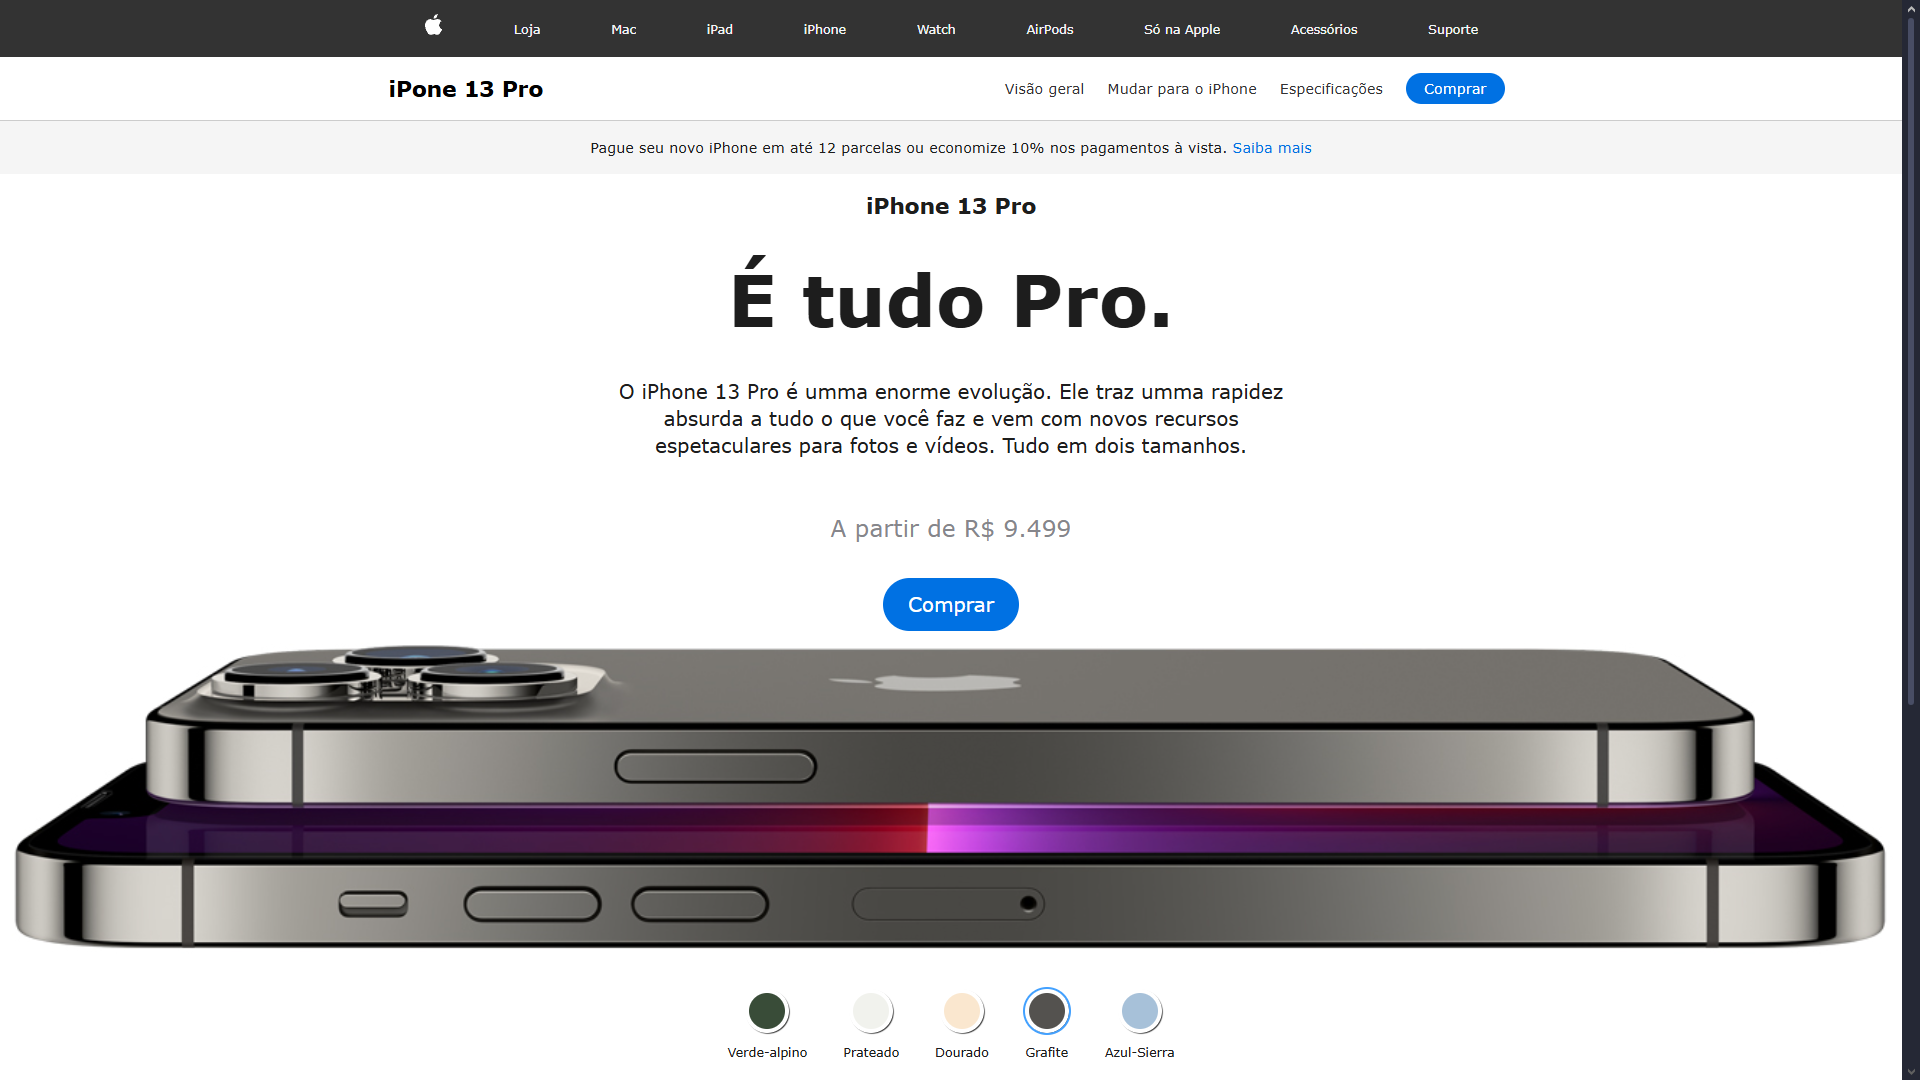 Loja Mac iPad iPhone Watch AirPods Só na Apple Acessórios Suporte
iPone 13 Pro Visão geral Mudar para o iPhone Especificações Comprar
Pague seu novo iPhone em até 12 parcelas ou economize 10% nos pagamentos à vista. Saiba mais
iPhone 13 Pro
É tudo Pro.
O iPhone 13 Pro é umma enorme evolução. Ele traz umma rapidez
absurda a tudo o que você faz e vem com novos recursos
espetaculares para fotos e vídeos. Tudo em dois tamanhos.
A partir de R$ 9.499
Comprar
Verde-alpino Prateado Dourado Grafite Azul-Sierra